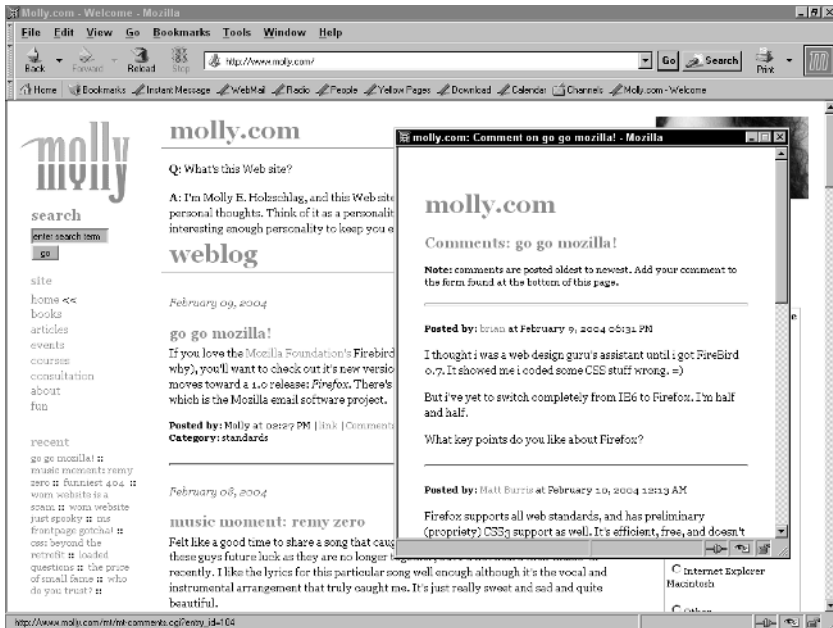 Molly.com - Welcome - Mozilla
File Edit View Go Bookmarks Tools Window Help
Back Forward Reload Stop http://www.molly.com/ Go Search Print
Home Bookmarks Instant Message WebMail Radio People Yellow Pages Download Calendar Channels Molly.com - Welcome
molly
search
enter search term
go
site
home <<
books
articles
events
courses
consultation
about
fun
recent
go go mozilla! ::
music moment: remy
zero :: funniest 404 ::
worn website is a
scam :: worn website
just spooky :: ms
frontpage gotcha! ::
css: beyond the
retrofit :: loaded
questions :: the price
of small fame :: who
do you trust? ::
molly.com
Q: What's this Web site?
A: I'm Molly E. Holzschlag, and this Web site
personal thoughts. Think of it as a personalit
interesting enough personality to keep you e
weblog
February 09, 2004
go go mozilla!
If you love the Mozilla Foundation's Firebird
why), you'll want to check out it's new versio
moves toward a 1.0 release: Firefox. There's
which is the Mozilla email software project.
Posted by: Molly at 02:27 PM | link | Comment
Category: standards
February 08, 2004
music moment: remy zero
Felt like a good time to share a song that caug
these guys future luck as they are no longer
recently. I like the lyrics for this particular song well enough although it's the vocal and
instrumental arrangement that truly caught me. It's just really sweet and sad and quite
beautiful.
molly.com: Comment on go go mozilla! - Mozilla
molly.com
Comments: go go mozilla!
Note: comments are posted oldest to newest. Add your comment to
the form found at the bottom of this page.
Posted by: brian at February 9, 2004 06:31 PM
I thought i was a web design guru's assistant until i got FireBird
0.7. It showed me i coded some CSS stuff wrong. =)
But i've yet to switch completely from IE6 to Firefox. I'm half
and half.
What key points do you like about Firefox?
Posted by: Matt Burris at February 10, 2004 12:13 AM
Firefox supports all web standards, and has preliminary
(propriety) CSS3 support as well. It's efficient, free, and doesn't
Internet Explorer
Macintosh
Other
http://www.molly.com/mt/mt-comments.cgi?entry_id=104